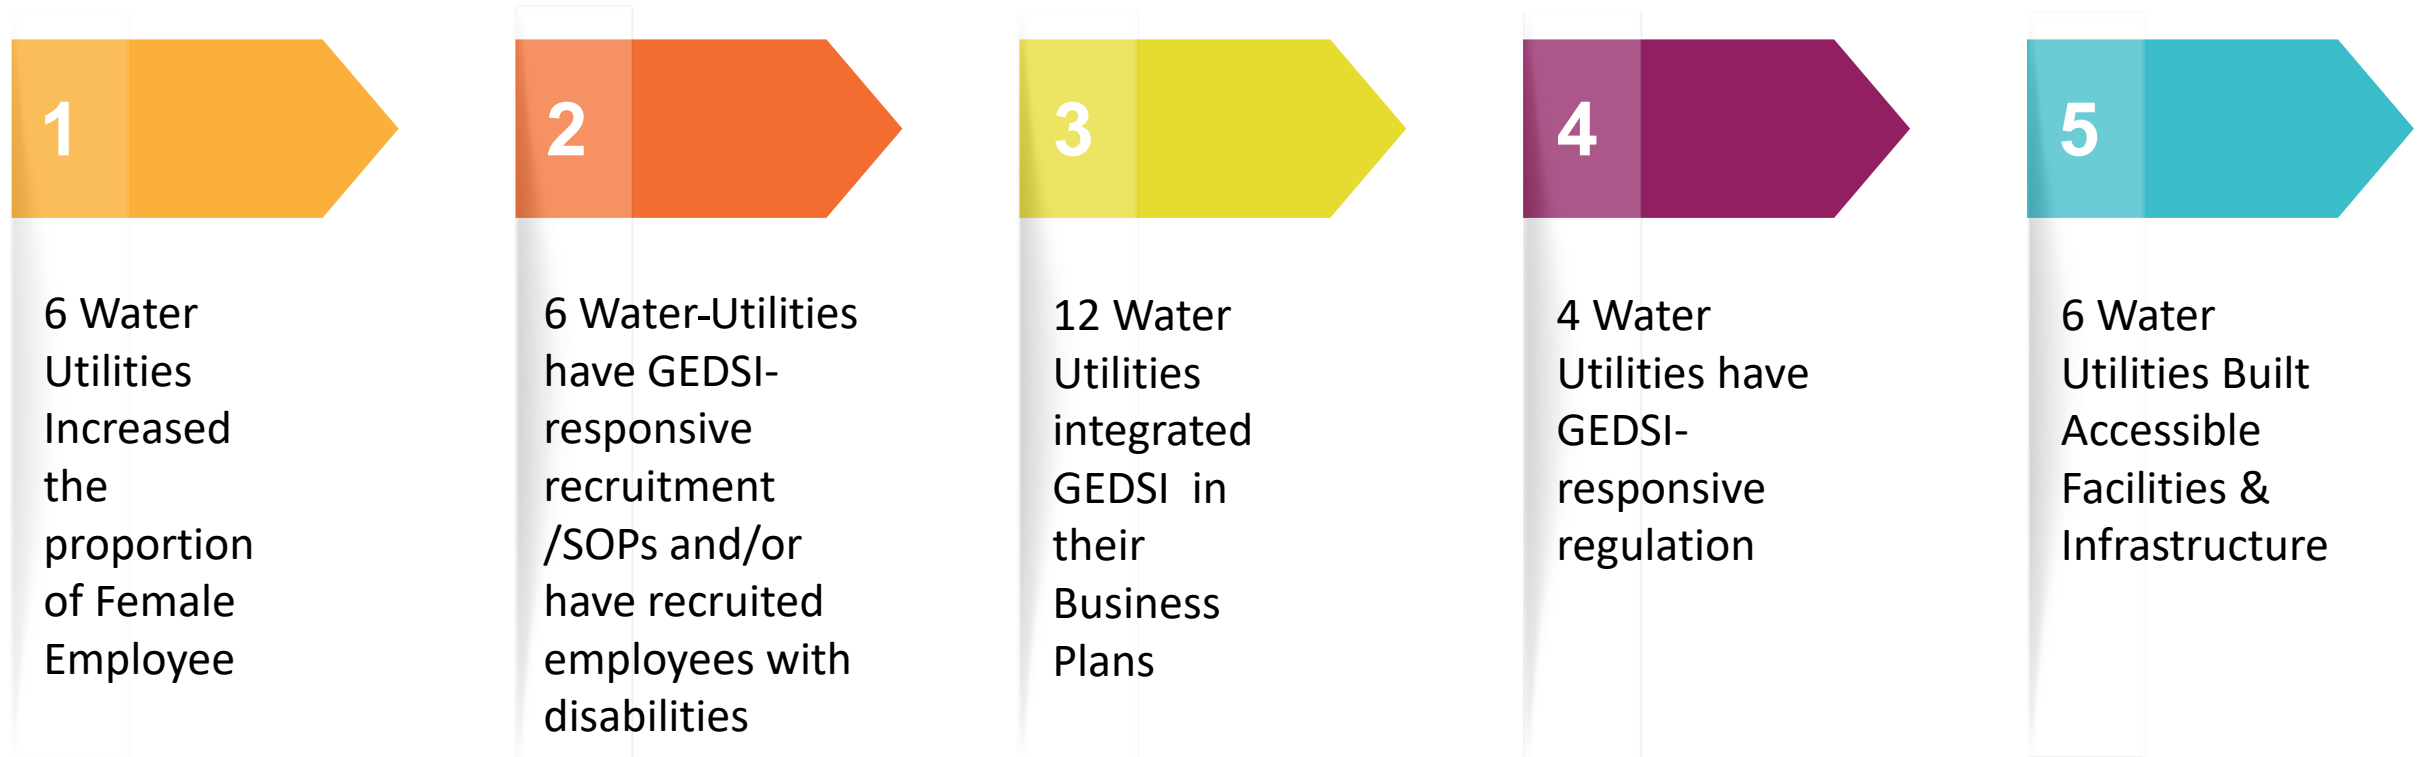 1
6 Water
Utilities
Increased
the
proportion
of Female
Employee
2
6 Water-Utilities
have GEDSI-
responsive
recruitment
/SOPs and/or
have recruited
employees with
disabilities
3
12 Water
Utilities
integrated
GEDSI in
their
Business
Plans
4
4 Water
Utilities have
GEDSI-
responsive
regulation
5
6 Water
Utilities Built
Accessible
Facilities &
Infrastructure